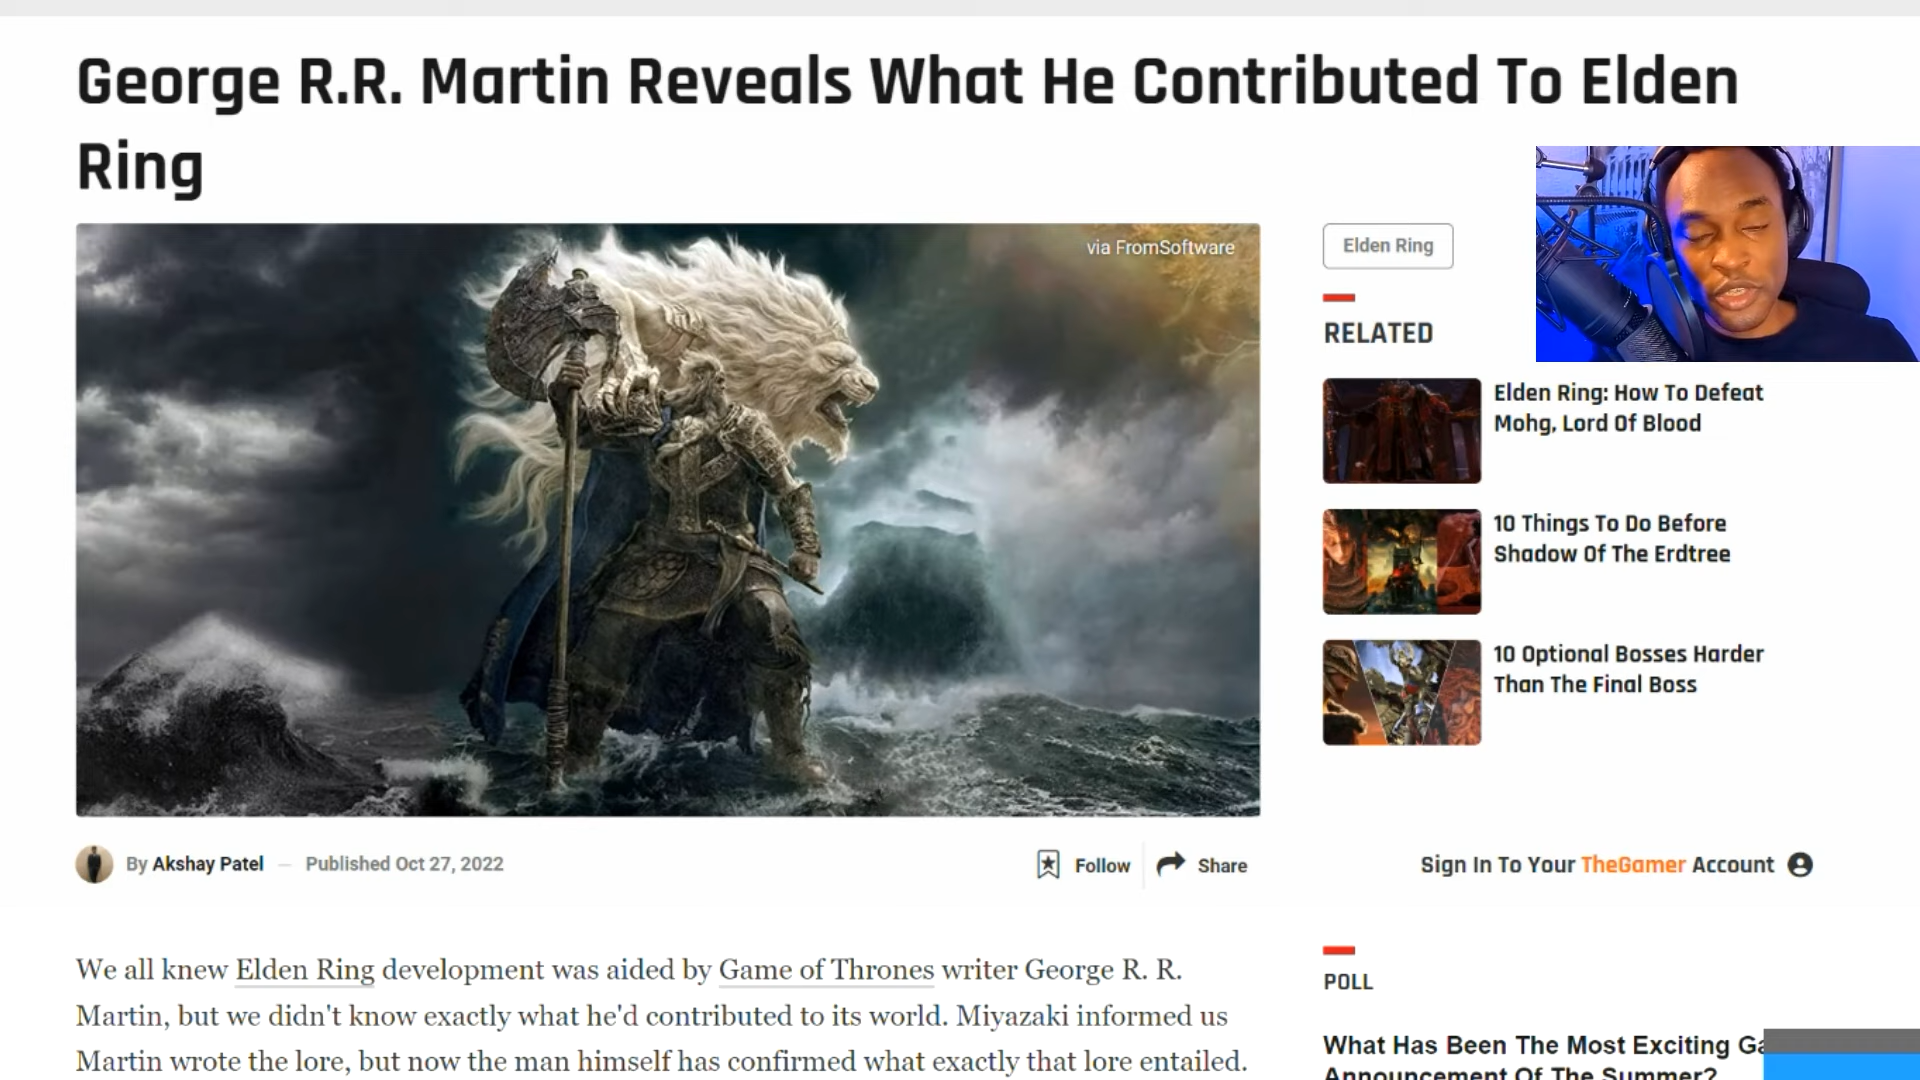 George R.R. Martin Reveals What He Contributed To Elden
Ring
via FromSoftware
Elden Ring
RELATED
Elden Ring: How To Defeat
Mohg, Lord Of Blood
10 Things To Do Before
Shadow Of The Erdtree
10 Optional Bosses Harder
Than The Final Boss
By Akshay Patel — Published Oct 27, 2022
Follow
Share
Sign In To Your TheGamer Account
We all knew Elden Ring development was aided by Game of Thrones writer George R. R.
Martin, but we didn't know exactly what he'd contributed to its world. Miyazaki informed us
Martin wrote the lore, but now the man himself has confirmed what exactly that lore entailed.
POLL
What Has Been The Most Exciting
Announcement Of The Summer?